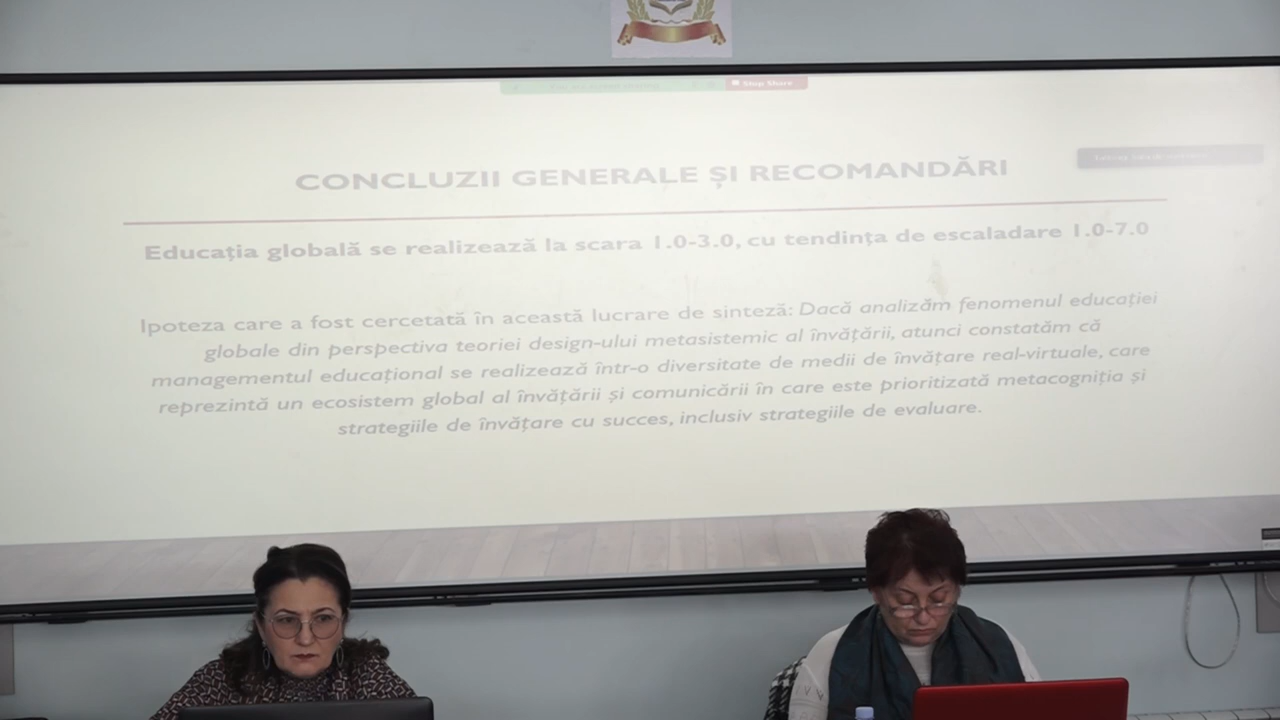 Stop Share
CONCLUZII GENERALE ȘI RECOMANDĂRI
Educația globală se realizează la scara 1.0-3.0, cu tendința de escaladare 1.0-7.0
Ipoteza care a fost cercetată în această lucrare de sinteză: Dacă analizăm fenomenul educației
globale din perspectiva teoriei design-ului metasistemic al învățării, atunci constatăm că
managementul educațional se realizează într-o diversitate de medii de învățare real-virtuale, care
reprezintă un ecosistem global al învățării și comunicării în care este prioritizată metacogniția și
strategiile de învățare cu succes, inclusiv strategiile de evaluare.